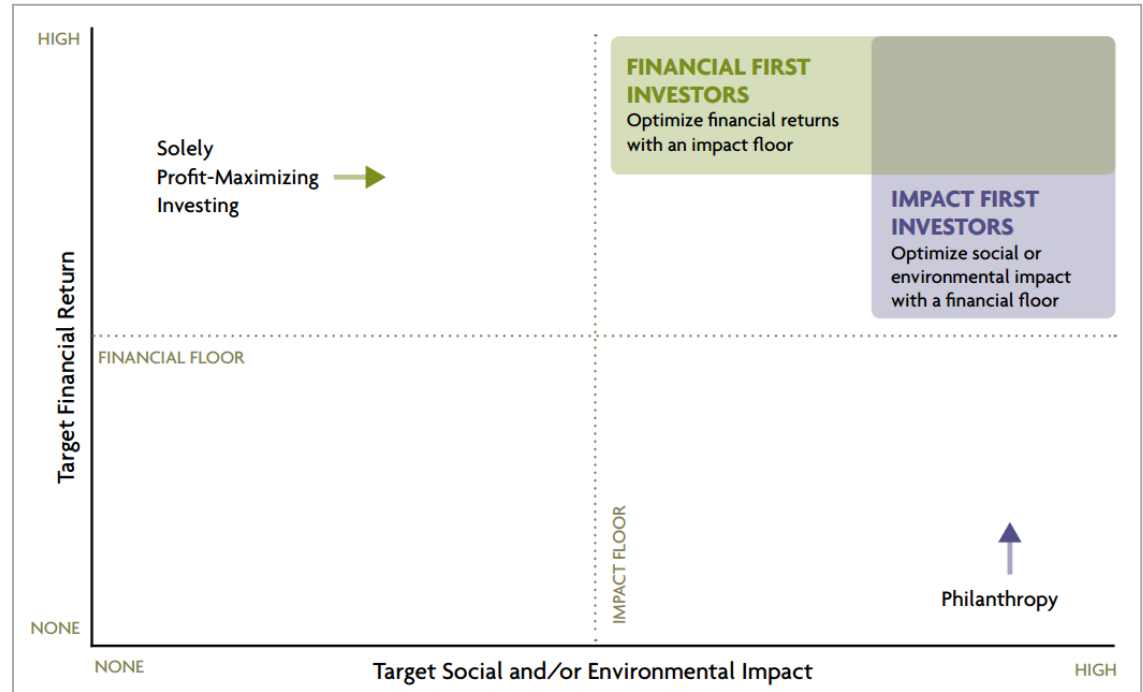 HIGH
FINANCIAL FIRST
INVESTORS
Optimize financial returns
with an impact floor
Solely
Profit-Maximizing
Investing
IMPACT FIRST
INVESTORS
Optimize social or
environmental impact
with a financial floor
Target Financial Return
FINANCIAL FLOOR
IMPACT FLOOR
Philanthropy
NONE
NONE
Target Social and/or Environmental Impact
HIGH